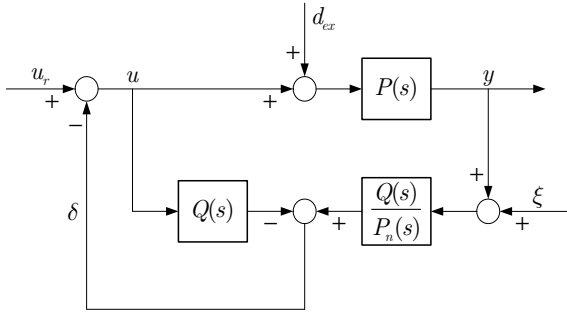 d_ex
+
u_r
u
+
+
P(s)
y
−
+
δ
Q(s)
−
+
Q(s)
P_n(s)
+
ξ